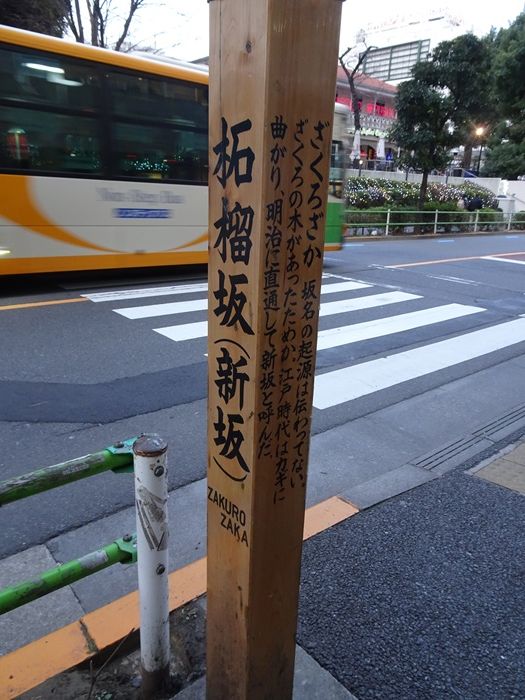 柘榴坂(新坂)
ZAKURO
ZAKA
ざくろざか 坂名の起源は伝わってない。
ざくろの木があったためか、江戸時代はカギに
曲がり、明治に直通して新坂と呼んだ。